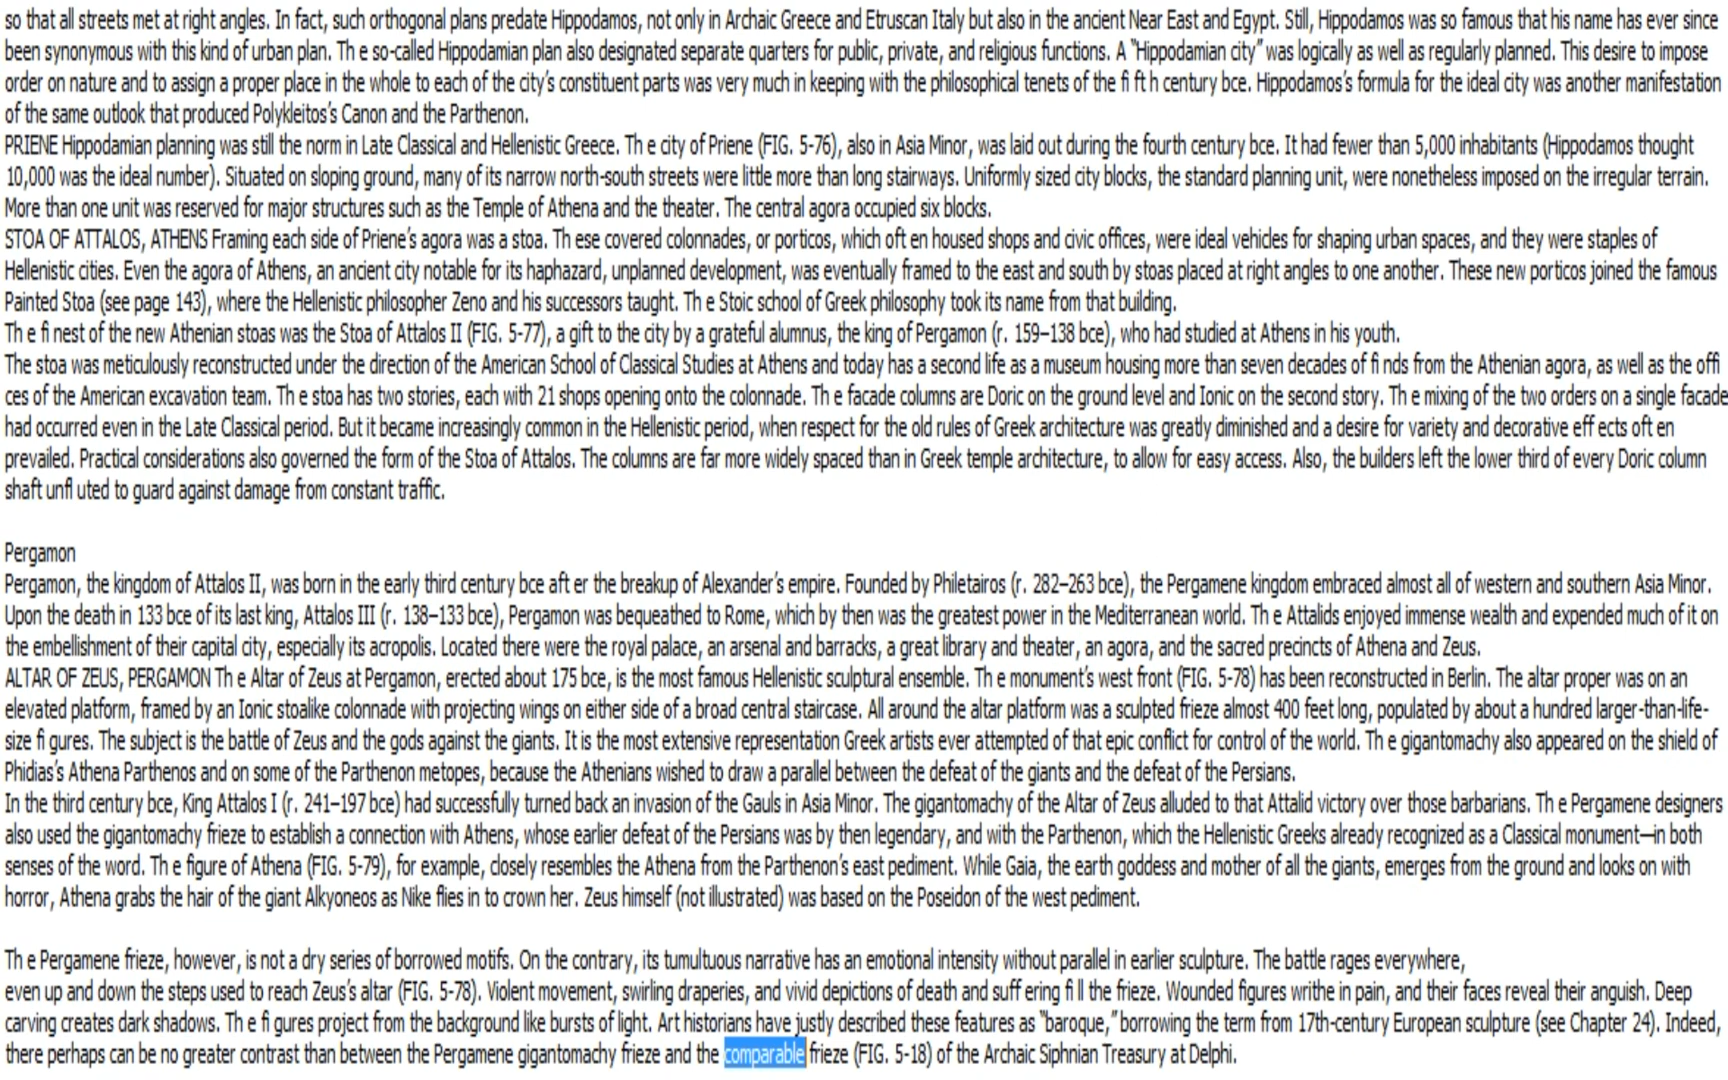 so that all streets met at right angles. In fact, such orthogonal plans predate Hippodamos, not only in Archaic Greece and Etruscan Italy but also in the ancient Near East and Egypt. Still, Hippodamos was so famous that his name has ever since
been synonymous with this kind of urban plan. Th e so-called Hippodamian plan also designated separate quarters for public, private, and religious functions. A “Hippodamian city” was logically as well as regularly planned. This desire to impose
order on nature and to assign a proper place in the whole to each of the city’s constituent parts was very much in keeping with the philosophical tenets of the fi ft h century bce. Hippodamos’s formula for the ideal city was another manifestation
of the same outlook that produced Polykleitos’s Canon and the Parthenon.
PRIENE Hippodamian planning was still the norm in Late Classical and Hellenistic Greece. Th e city of Priene (FIG. 5-76), also in Asia Minor, was laid out during the fourth century bce. It had fewer than 5,000 inhabitants (Hippodamos thought
10,000 was the ideal number). Situated on sloping ground, many of its narrow north-south streets were little more than long stairways. Uniformly sized city blocks, the standard planning unit, were nonetheless imposed on the irregular terrain.
More than one unit was reserved for major structures such as the Temple of Athena and the theater. The central agora occupied six blocks.
STOA OF ATTALOS, ATHENS Framing each side of Priene’s agora was a stoa. Th ese covered colonnades, or porticos, which oft en housed shops and civic offices, were ideal vehicles for shaping urban spaces, and they were staples of
Hellenistic cities. Even the agora of Athens, an ancient city notable for its haphazard, unplanned development, was eventually framed to the east and south by stoas placed at right angles to one another. These new porticos joined the famous
Painted Stoa (see page 143), where the Hellenistic philosopher Zeno and his successors taught. Th e Stoic school of Greek philosophy took its name from that building.
Th e fi nest of the new Athenian stoas was the Stoa of Attalos II (FIG. 5-77), a gift to the city by a grateful alumnus, the king of Pergamon (r. 159–138 bce), who had studied at Athens in his youth.
The stoa was meticulously reconstructed under the direction of the American School of Classical Studies at Athens and today has a second life as a museum housing more than seven decades of fi nds from the Athenian agora, as well as the offi
ces of the American excavation team. Th e stoa has two stories, each with 21 shops opening onto the colonnade. Th e facade columns are Doric on the ground level and Ionic on the second story. Th e mixing of the two orders on a single facade
had occurred even in the Late Classical period. But it became increasingly common in the Hellenistic period, when respect for the old rules of Greek architecture was greatly diminished and a desire for variety and decorative eff ects oft en
prevailed. Practical considerations also governed the form of the Stoa of Attalos. The columns are far more widely spaced than in Greek temple architecture, to allow for easy access. Also, the builders left the lower third of every Doric column
shaft unfl uted to guard against damage from constant traffic.
Pergamon
Pergamon, the kingdom of Attalos II, was born in the early third century bce aft er the breakup of Alexander’s empire. Founded by Philetairos (r. 282–263 bce), the Pergamene kingdom embraced almost all of western and southern Asia Minor.
Upon the death in 133 bce of its last king, Attalos III (r. 138–133 bce), Pergamon was bequeathed to Rome, which by then was the greatest power in the Mediterranean world. Th e Attalids enjoyed immense wealth and expended much of it on
the embellishment of their capital city, especially its acropolis. Located there were the royal palace, an arsenal and barracks, a great library and theater, an agora, and the sacred precincts of Athena and Zeus.
ALTAR OF ZEUS, PERGAMON Th e Altar of Zeus at Pergamon, erected about 175 bce, is the most famous Hellenistic sculptural ensemble. Th e monument’s west front (FIG. 5-78) has been reconstructed in Berlin. The altar proper was on an
elevated platform, framed by an Ionic stoalike colonnade with projecting wings on either side of a broad central staircase. All around the altar platform was a sculpted frieze almost 400 feet long, populated by about a hundred larger-than-life-
size fi gures. The subject is the battle of Zeus and the gods against the giants. It is the most extensive representation Greek artists ever attempted of that epic conflict for control of the world. Th e gigantomachy also appeared on the shield of
Phidias’s Athena Parthenos and on some of the Parthenon metopes, because the Athenians wished to draw a parallel between the defeat of the giants and the defeat of the Persians.
In the third century bce, King Attalos I (r. 241–197 bce) had successfully turned back an invasion of the Gauls in Asia Minor. The gigantomachy of the Altar of Zeus alluded to that Attalid victory over those barbarians. Th e Pergamene designers
also used the gigantomachy frieze to establish a connection with Athens, whose earlier defeat of the Persians was by then legendary, and with the Parthenon, which the Hellenistic Greeks already recognized as a Classical monument—in both
senses of the word. Th e figure of Athena (FIG. 5-79), for example, closely resembles the Athena from the Parthenon’s east pediment. While Gaia, the earth goddess and mother of all the giants, emerges from the ground and looks on with
horror, Athena grabs the hair of the giant Alkyoneos as Nike flies in to crown her. Zeus himself (not illustrated) was based on the Poseidon of the west pediment.
Th e Pergamene frieze, however, is not a dry series of borrowed motifs. On the contrary, its tumultuous narrative has an emotional intensity without parallel in earlier sculpture. The battle rages everywhere,
even up and down the steps used to reach Zeus’s altar (FIG. 5-78). Violent movement, swirling draperies, and vivid depictions of death and suff ering fi ll the frieze. Wounded figures writhe in pain, and their faces reveal their anguish. Deep
carving creates dark shadows. Th e fi gures project from the background like bursts of light. Art historians have justly described these features as “baroque,” borrowing the term from 17th-century European sculpture (see Chapter 24). Indeed,
there perhaps can be no greater contrast than between the Pergamene gigantomachy frieze and the comparable frieze (FIG. 5-18) of the Archaic Siphnian Treasury at Delphi.